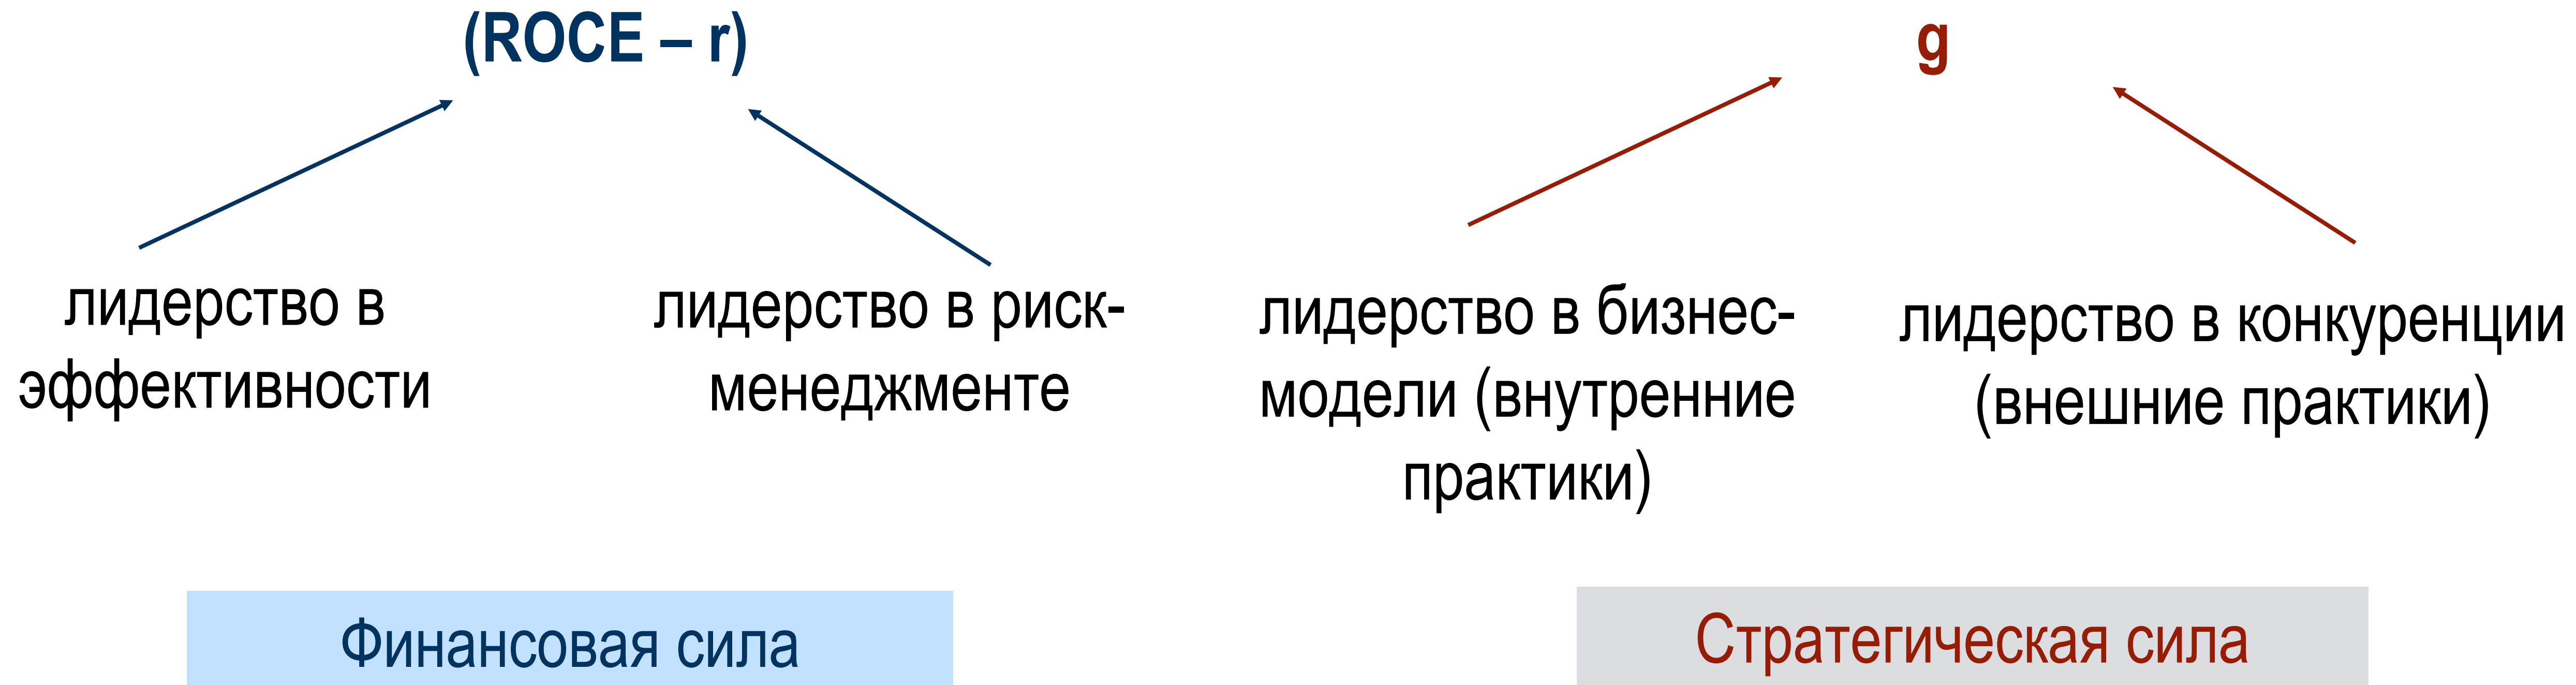 (ROCE – r)
g
лидерство в
эффективности
лидерство в риск-
менеджменте
лидерство в бизнес-
модели (внутренние
практики)
лидерство в конкуренции
(внешние практики)
Финансовая сила
Стратегическая сила